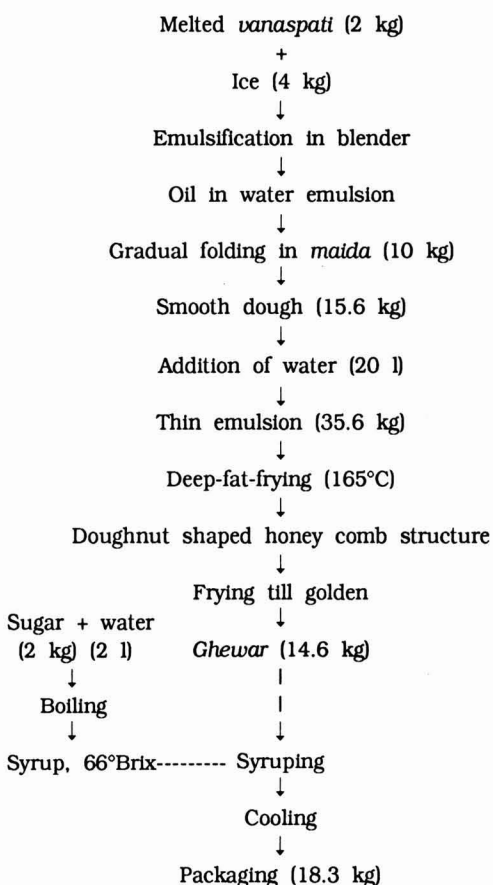 Melted vanaspati (2 kg)
+
Ice (4 kg)
↓
Emulsification in blender
↓
Oil in water emulsion
↓
Gradual folding in maida (10 kg)
↓
Smooth dough (15.6 kg)
↓
Addition of water (20 l)
↓
Thin emulsion (35.6 kg)
↓
Deep-fat-frying (165°C)
↓
Doughnut shaped honey comb structure
↓
Frying till golden
↓
Sugar + water
(2 kg) (2 l) Ghewar (14.6 kg)
↓
Boiling
↓ ↓
Syrup, 66°Brix--------- Syruping
↓
Cooling
↓
Packaging (18.3 kg)